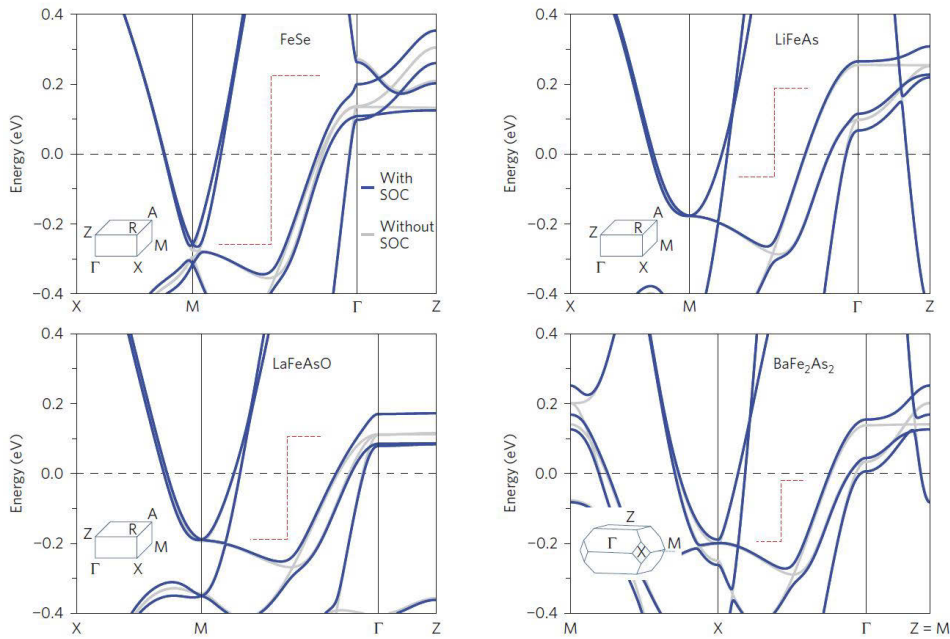 0.4
0.2
0.0
−0.2
−0.4
Energy (eV)
FeSe
With
SOC
Without
SOC
A
Z
R
M
Γ
X
X
M
Γ
Z
0.4
0.2
0.0
−0.2
−0.4
Energy (eV)
LiFeAs
A
Z
R
M
Γ
X
X
M
Γ
Z
0.4
0.2
0.0
−0.2
−0.4
Energy (eV)
LaFeAsO
A
Z
R
M
Γ
X
X
M
Γ
Z
0.4
0.2
0.0
−0.2
−0.4
Energy (eV)
BaFe₂As₂
Z
Γ
X
M
M
X
Γ
Z = M